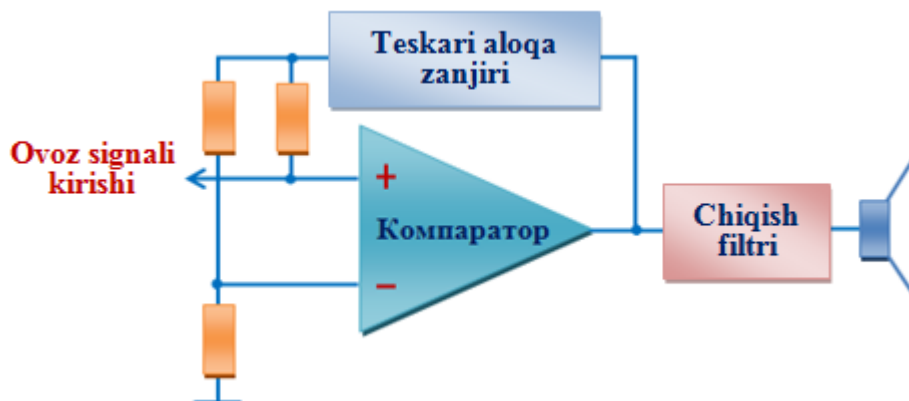 Teskari aloqa
zanjiri
Ovoz signali
kirishi
+
Компаратор
−
Chiqish
filtri